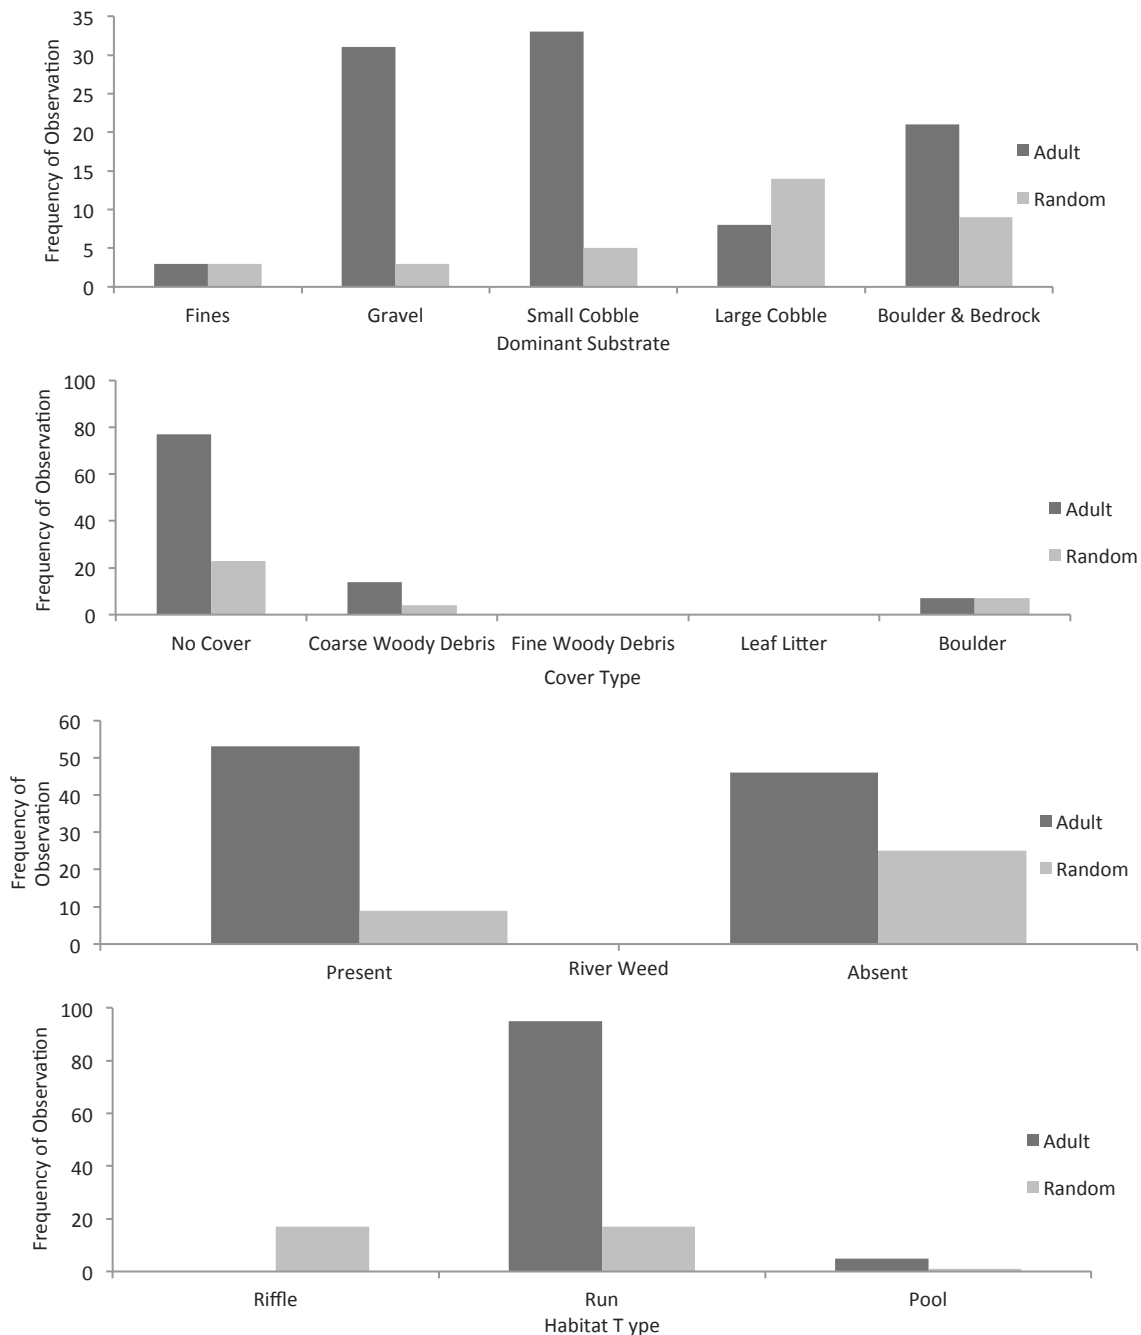 35
30
25
20
15
10
5
0
Frequency of Observation
Adult
Random
Fines Gravel Small Cobble Large Cobble Boulder & Bedrock
Dominant Substrate
100
80
60
40
20
0
Frequency of Observation
Adult
Random
No Cover Coarse Woody Debris Fine Woody Debris Leaf Litter Boulder
Cover Type
60
50
40
30
20
10
0
Frequency of
Observation
Adult
Random
Present River Weed Absent
100
80
60
40
20
0
Frequency of Observation
Adult
Random
Riffle Run Pool
Habitat T ype